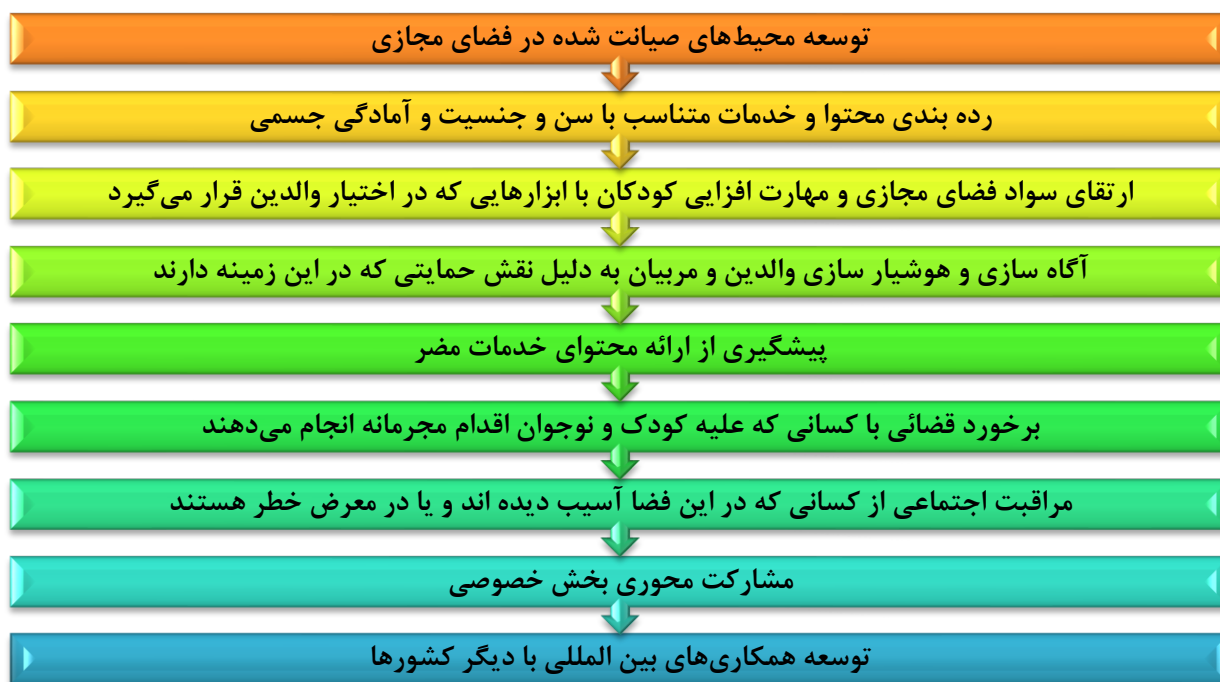 توسعه محیط‌های صیانت شده در فضای مجازی
رده بندی محتوا و خدمات متناسب با سن و جنسیت و آمادگی جسمی
ارتقای سواد فضای مجازی و مهارت افزایی کودکان با ابزارهایی که در اختیار والدین قرار می‌گیرد
آگاه سازی و هوشیار سازی والدین و مربیان به دلیل نقش حمایتی که در این زمینه دارند
پیشگیری از ارائه محتوای خدمات مضر
برخورد قضائی با کسانی که علیه کودک و نوجوان اقدام مجرمانه انجام می‌دهند
مراقبت اجتماعی از کسانی که در این فضا آسیب دیده اند و یا در معرض خطر هستند
مشارکت محوری بخش خصوصی
توسعه همکاری‌های بین المللی با دیگر کشورها